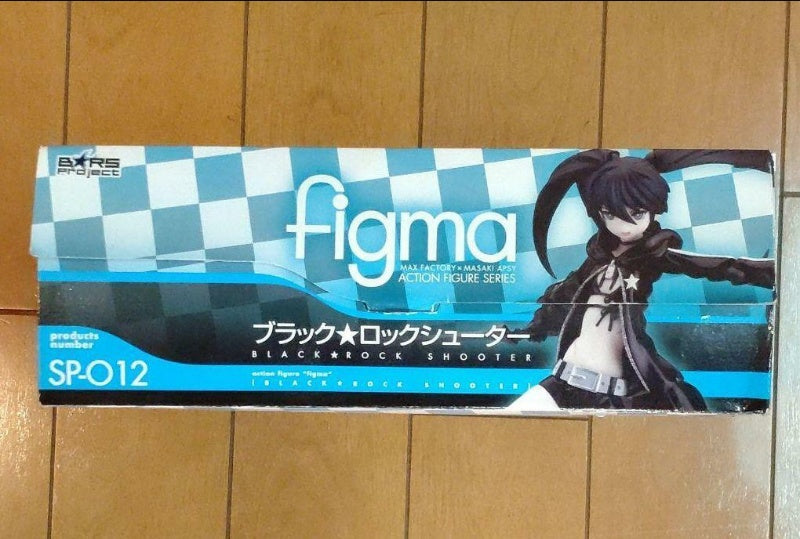 B★RS
Project
figma
MAX FACTORY × MASAKI APSY
ACTION FIGURE SERIES
ブラック★ロックシューター
BLACK★ROCK SHOOTER
products
number
SP-012
action figure "figma"
[BLACK★ROCK SHOOTER]